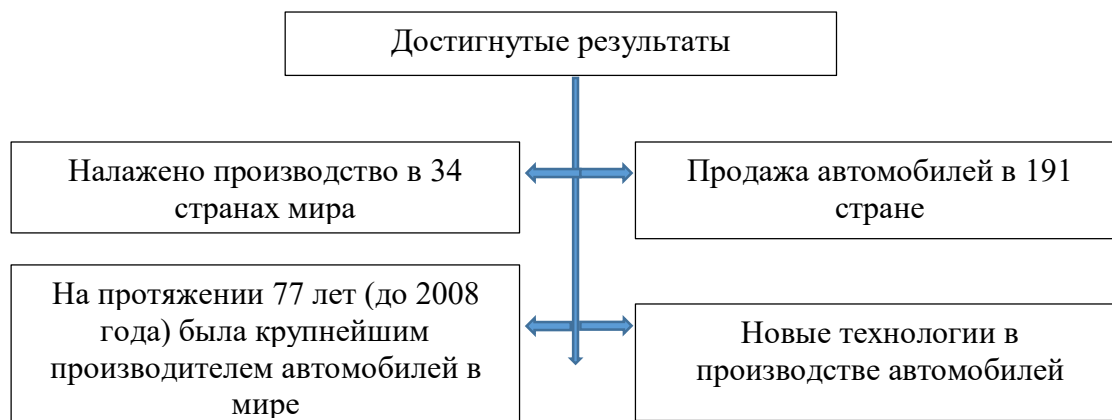 Достигнутые результаты
Налажено производство в 34
странах мира
Продажа автомобилей в 191
стране
На протяжении 77 лет (до 2008
года) была крупнейшим
производителем автомобилей в
мире
Новые технологии в
производстве автомобилей